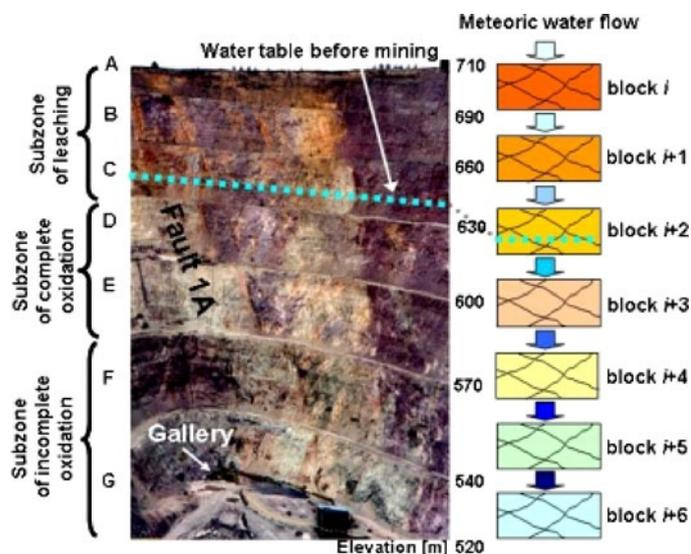 Meteoric water flow
Water table before mining
A
B
C
D
E
F
G
Subzone
of leaching
Subzone
of complete
oxidation
Subzone
of incomplete
oxidation
Fault 1A
Gallery
710
690
660
630
600
570
540
520
Elevation [m]
block i
block i+1
block i+2
block i+3
block i+4
block i+5
block i+6